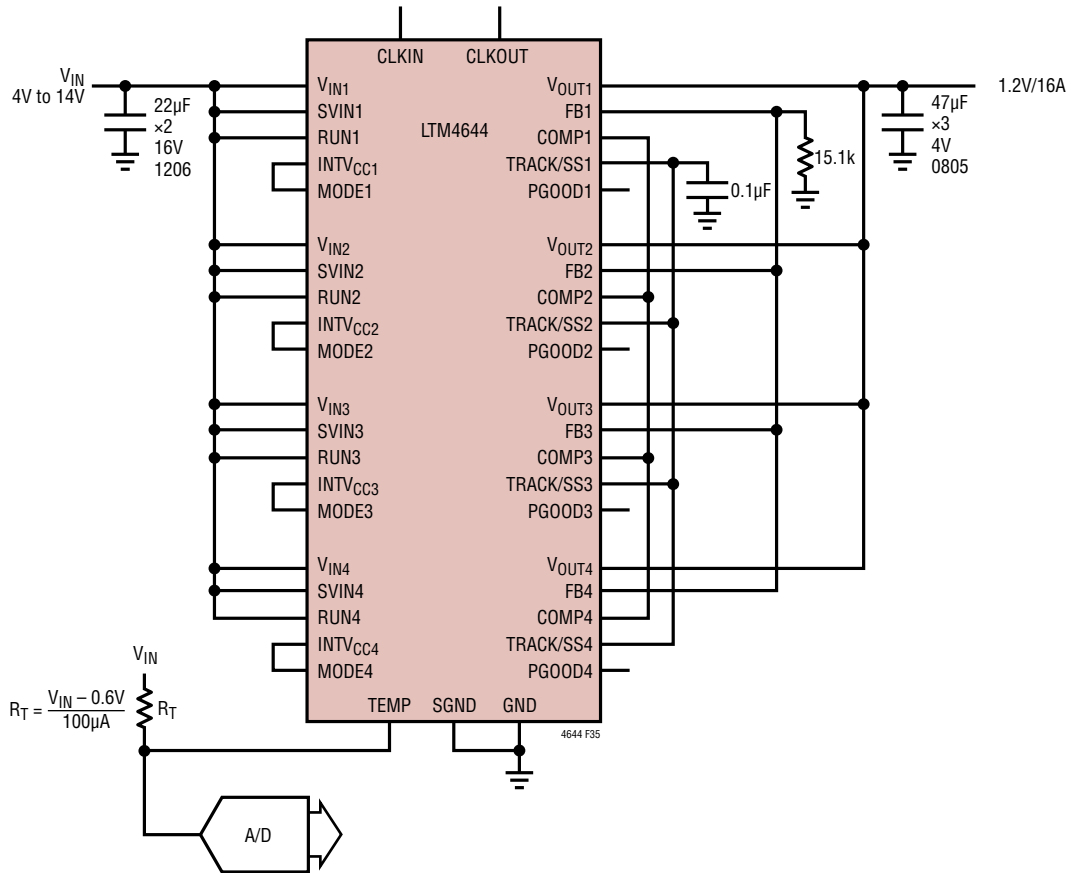 CLKIN CLKOUT
VIN
4V to 14V
22µF
×2
16V
1206
LTM4644
VIN1
SVIN1
RUN1
INTVCC1
MODE1
VIN2
SVIN2
RUN2
INTVCC2
MODE2
VIN3
SVIN3
RUN3
INTVCC3
MODE3
VIN4
SVIN4
RUN4
INTVCC4
MODE4
VOUT1
FB1
COMP1
TRACK/SS1
PGOOD1
VOUT2
FB2
COMP2
TRACK/SS2
PGOOD2
VOUT3
FB3
COMP3
TRACK/SS3
PGOOD3
VOUT4
FB4
COMP4
TRACK/SS4
PGOOD4
1.2V/16A
47µF
×3
4V
0805
15.1k
0.1µF
TEMP SGND GND
4644 F35
VIN
RT = VIN – 0.6V
100µA
RT
A/D